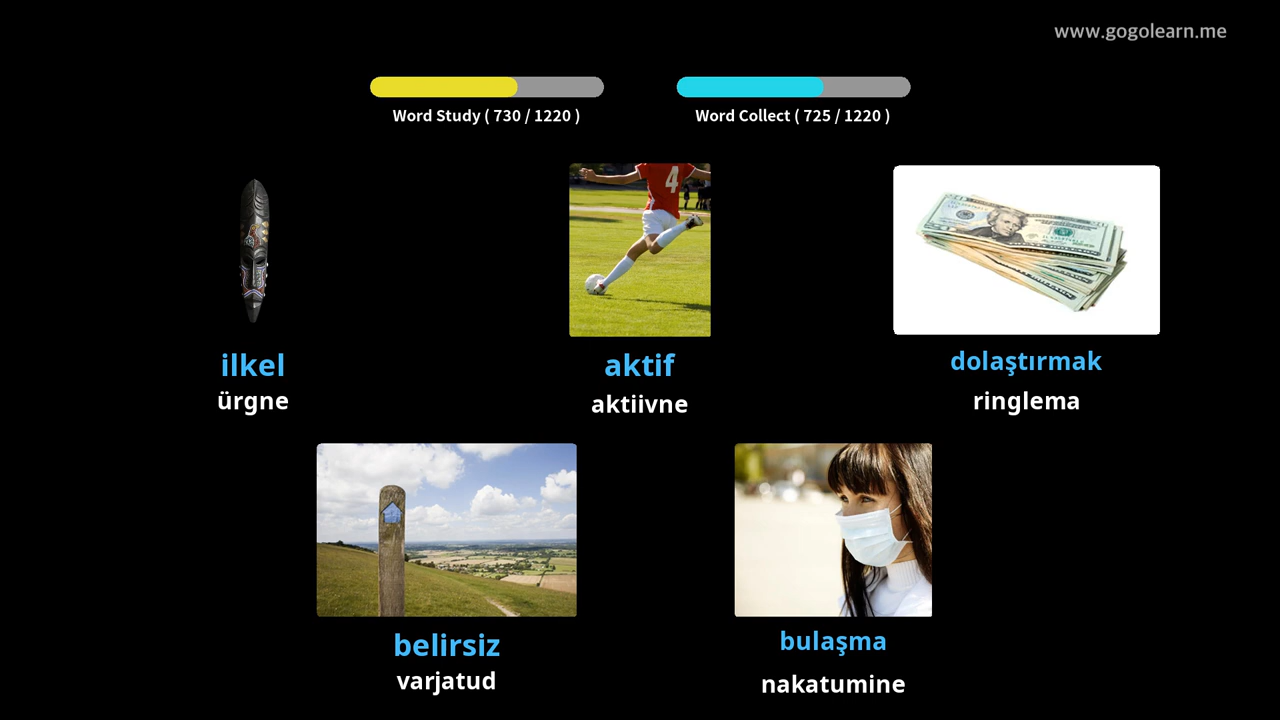 www.gogolearn.me
Word Study ( 730 / 1220 )
Word Collect ( 725 / 1220 )
4
ilkel
ürgne
aktif
aktiivne
dolaştırmak
ringlema
belirsiz
varjatud
bulaşma
nakatumine